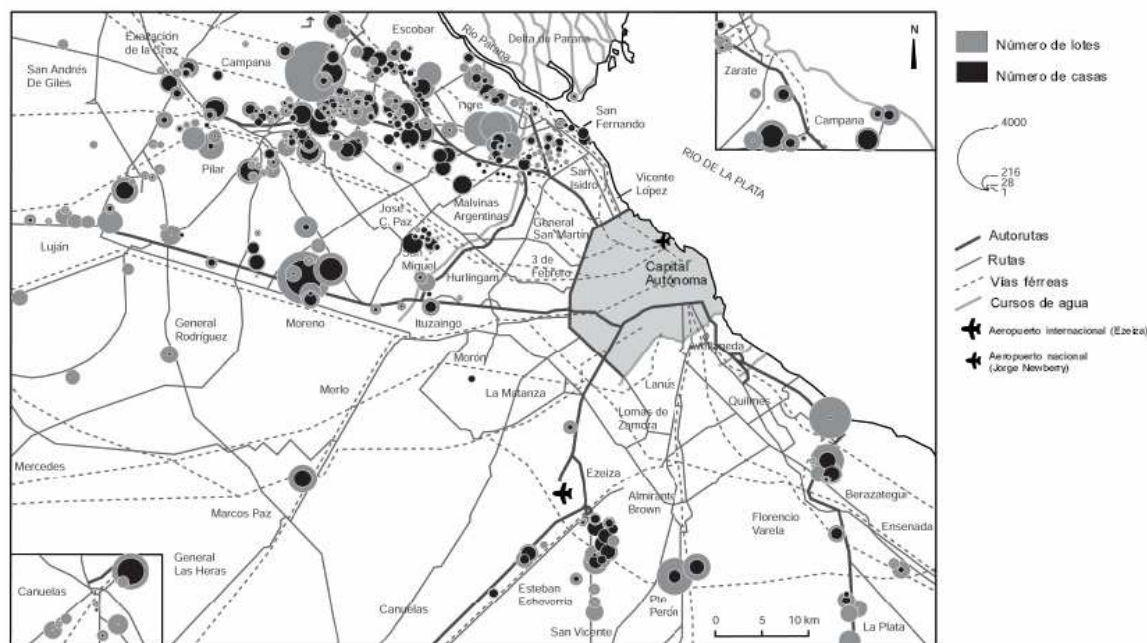 Exaltación
de la Cruz
San Andrés
De Giles
Campana
Escobar
Río Paraná
Delta du Paraná
N
Zarate
Campana
Tigre
San
Fernando
RIO DE LA PLATA
Pilar
San
Isidro
Vicente
López
Malvinas
Argentinas
José
C. Paz
General
San Martín
Luján
San
Miguel
Hurlingam
3 de
Febrero
Capital
Autónoma
General
Rodríguez
Moreno
Ituzaingo
Morón
Avellaneda
Morlo
La Matanza
Lanús
Quilmes
Lomas de
Zamora
Mercedes
Ezeiza
Marcos Paz
Almirante
Brown
Berazategui
Florencio
Varela
Ensenada
General
Las Heras
Canuelas
Canuelas
Esteban
Echeverria
Pte
Perón
San Vicente
La Plata
0 5 10 km
Número de lotes
Número de casas
4000
216
28
1
Autorutas
Rutas
Vías férreas
Cursos de agua
Aeropuerto internacional (Ezeiza)
Aeropuerto nacional
(Jorge Newberry)